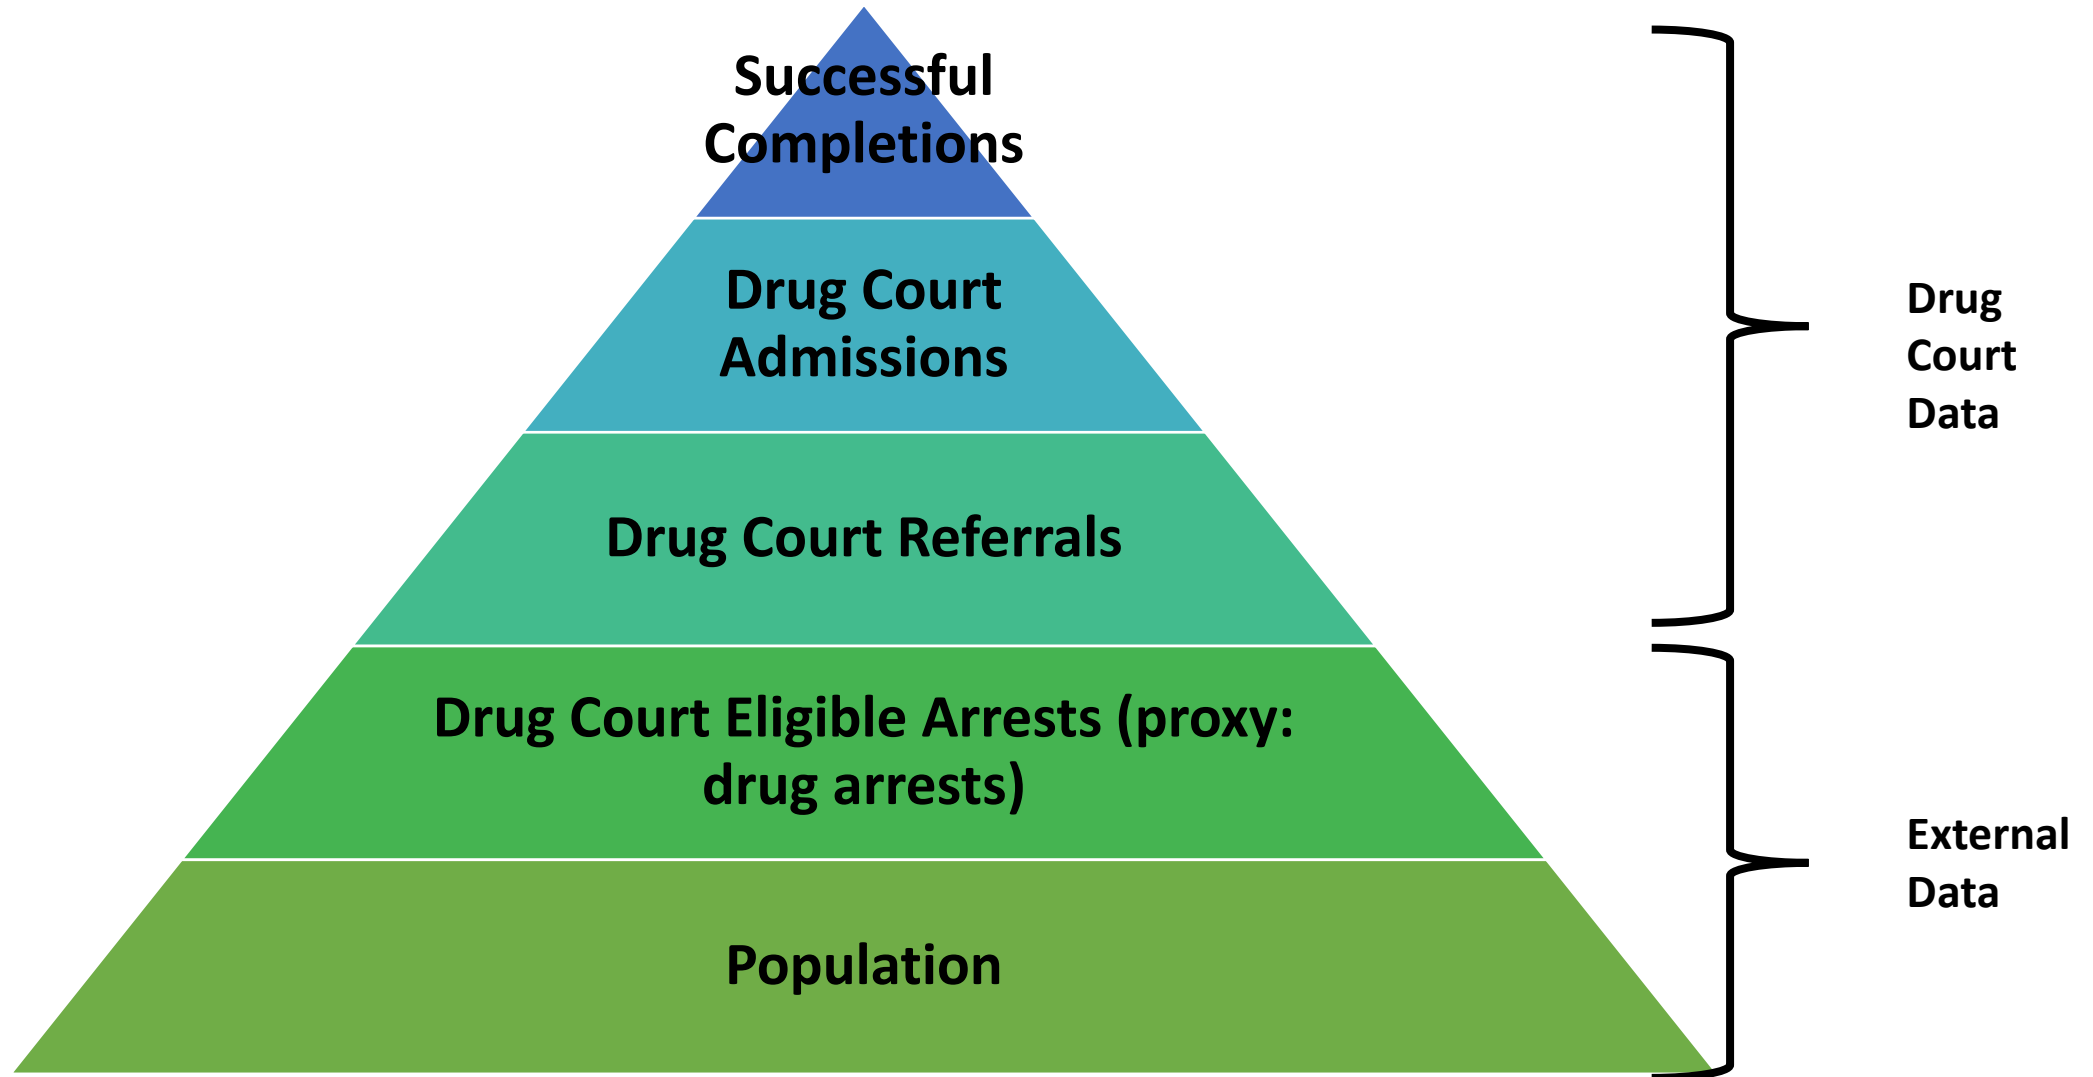 Successful
Completions
Drug Court
Admissions
Drug Court Referrals
Drug Court Eligible Arrests (proxy:
drug arrests)
Population
Drug
Court
Data
External
Data